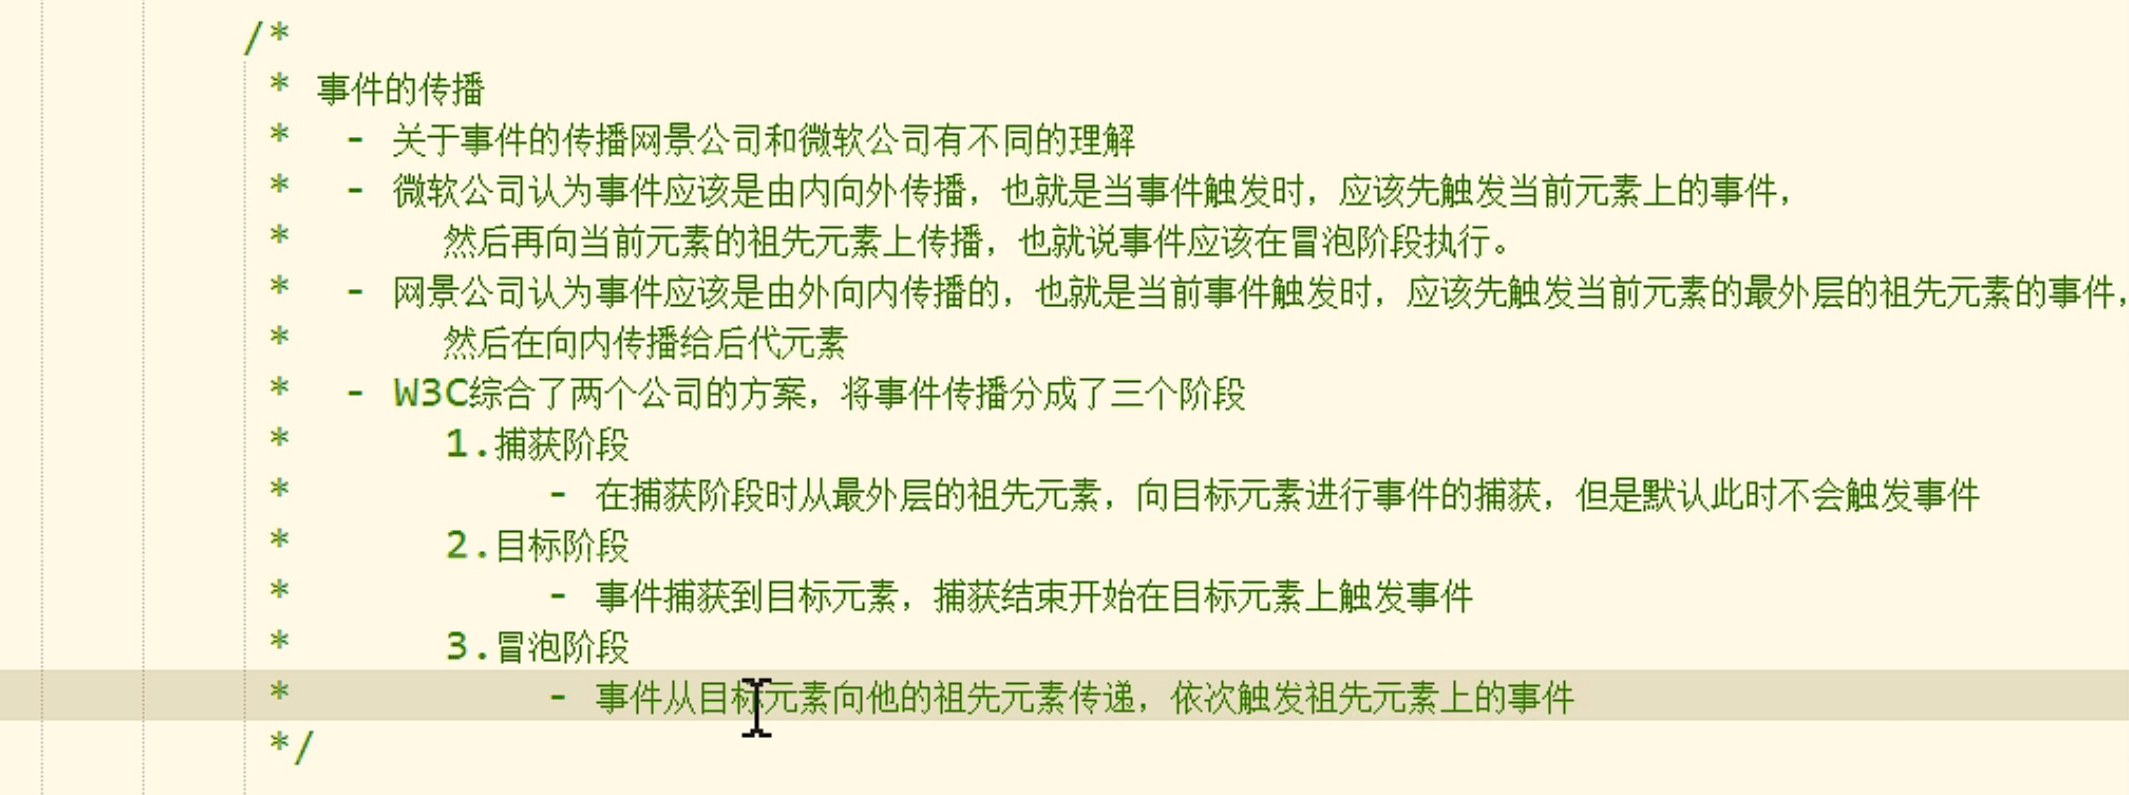 /*
* 事件的传播
* - 关于事件的传播网景公司和微软公司有不同的理解
* - 微软公司认为事件应该是由内向外传播，也就是当事件触发时，应该先触发当前元素上的事件，
* 然后再向当前元素的祖先元素上传播，也就说事件应该在冒泡阶段执行。
* - 网景公司认为事件应该是由外向内传播的，也就是当前事件触发时，应该先触发当前元素的最外层的祖先元素的事件，
* 然后在向内传播给后代元素
* - W3C综合了两个公司的方案，将事件传播分成了三个阶段
* 1.捕获阶段
* - 在捕获阶段时从最外层的祖先元素，向目标元素进行事件的捕获，但是默认此时不会触发事件
* 2.目标阶段
* - 事件捕获到目标元素，捕获结束开始在目标元素上触发事件
* 3.冒泡阶段
* - 事件从目标元素向他的祖先元素传递，依次触发祖先元素上的事件
*/